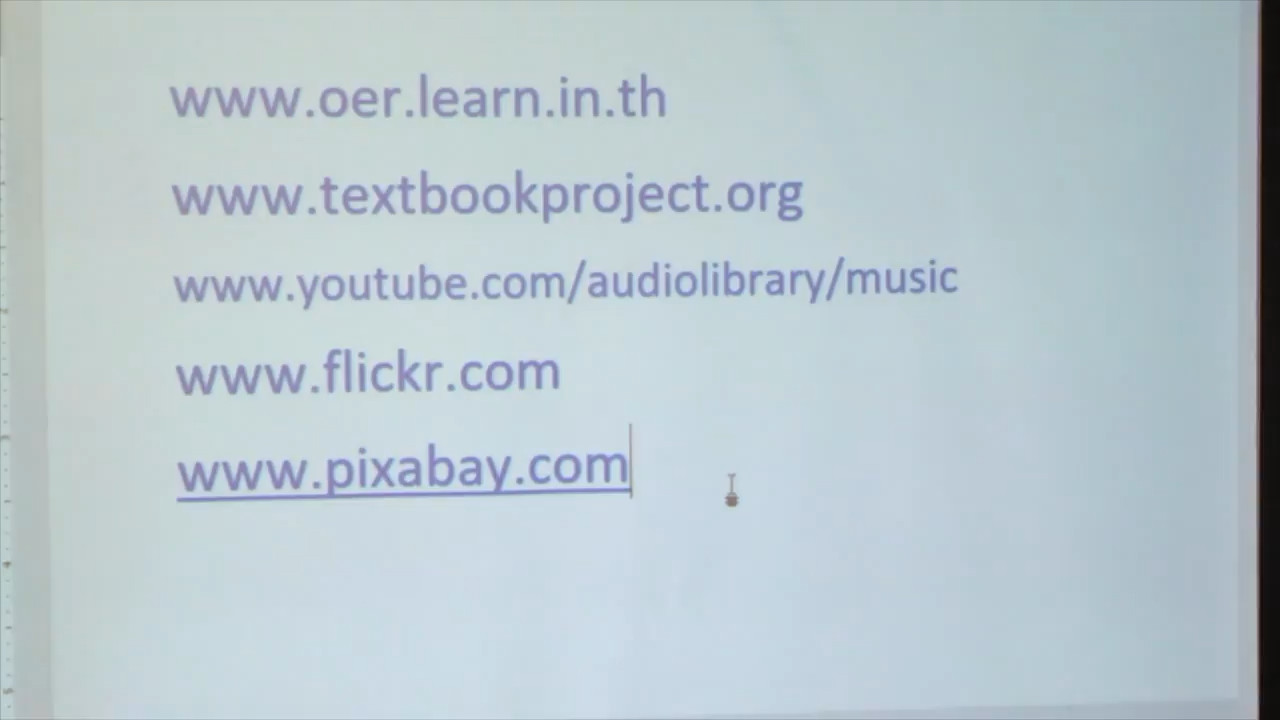 www.oer.learn.in.th
www.textbookproject.org
www.youtube.com/audiolibrary/music
www.flickr.com
www.pixabay.com